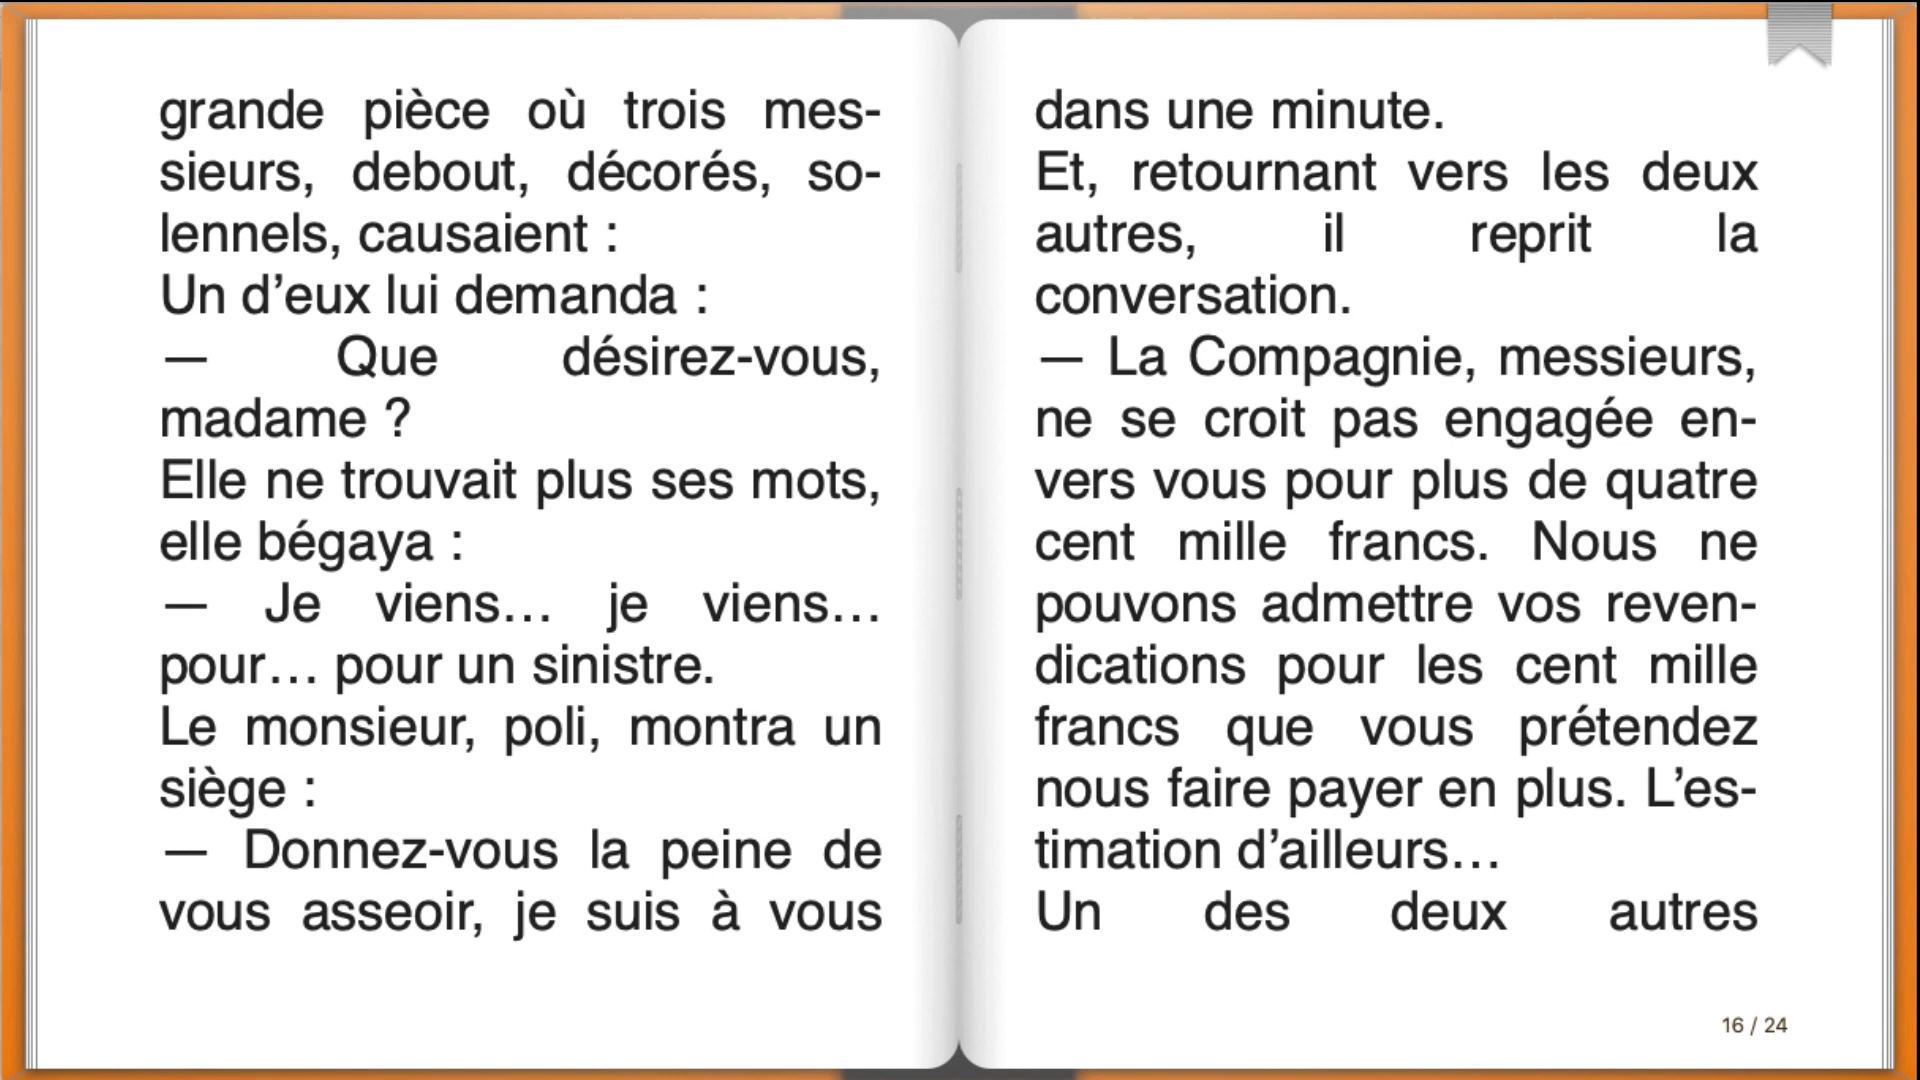 grande pièce où trois mes-
sieurs, debout, décorés, so-
lennels, causaient :
Un d’eux lui demanda :
— Que désirez-vous,
madame ?
Elle ne trouvait plus ses mots,
elle bégaya :
— Je viens… je viens…
pour… pour un sinistre.
Le monsieur, poli, montra un
siège :
— Donnez-vous la peine de
vous asseoir, je suis à vous
dans une minute.
Et, retournant vers les deux
autres, il reprit la
conversation.
— La Compagnie, messieurs,
ne se croit pas engagée en-
vers vous pour plus de quatre
cent mille francs. Nous ne
pouvons admettre vos reven-
dications pour les cent mille
francs que vous prétendez
nous faire payer en plus. L’es-
timation d’ailleurs…
Un des deux autres
16 / 24